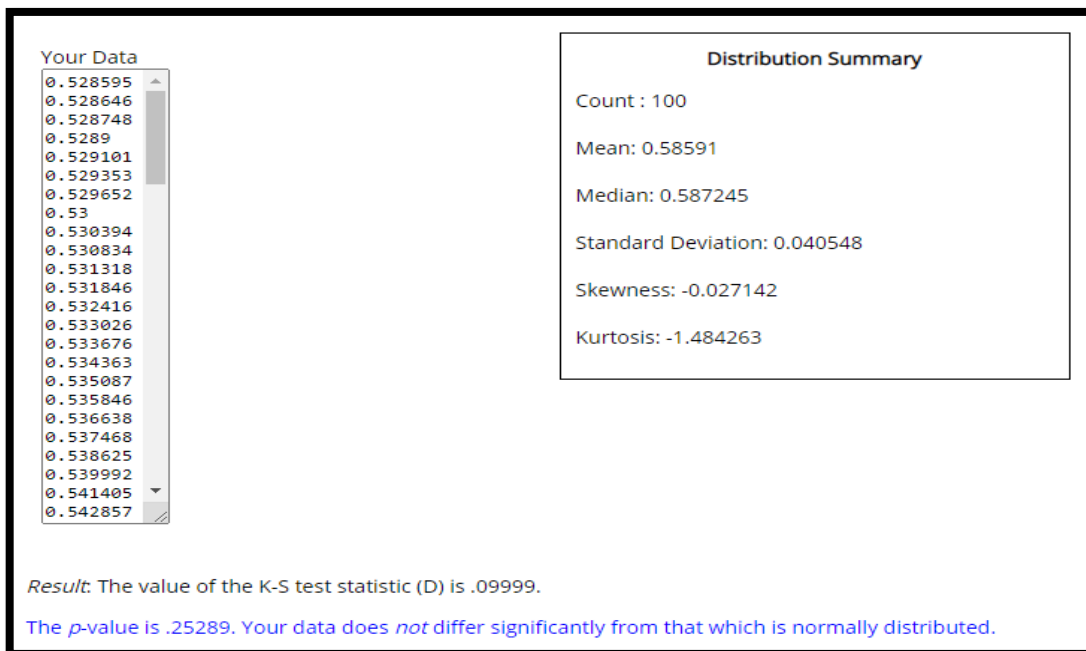 Your Data
0.528595
0.528646
0.528748
0.5289
0.529101
0.529353
0.529652
0.53
0.530394
0.530834
0.531318
0.531846
0.532416
0.533026
0.533676
0.534363
0.535087
0.535846
0.536638
0.537468
0.538625
0.539992
0.541405
0.542857
Distribution Summary
Count : 100
Mean: 0.58591
Median: 0.587245
Standard Deviation: 0.040548
Skewness: -0.027142
Kurtosis: -1.484263
Result: The value of the K-S test statistic (D) is .09999.
The p-value is .25289. Your data does not differ significantly from that which is normally distributed.